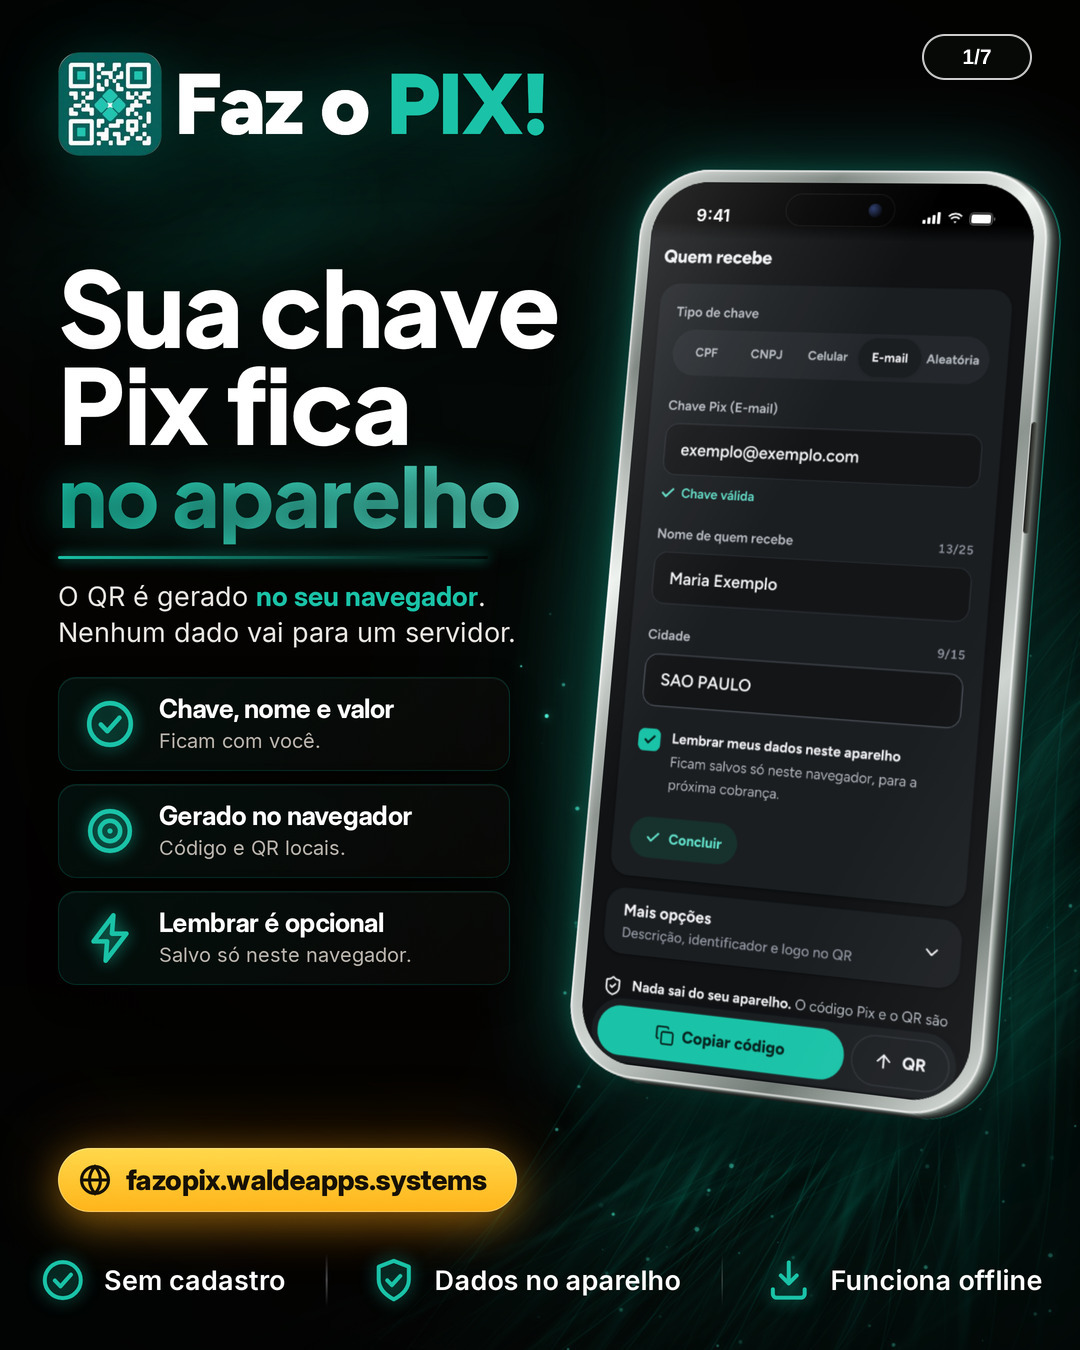 Faz o PIX!
1/7
Sua chave
Pix fica
no aparelho
O QR é gerado no seu navegador.
Nenhum dado vai para um servidor.
Chave, nome e valor
Ficam com você.
Gerado no navegador
Código e QR locais.
Lembrar é opcional
Salvo só neste navegador.
9:41
Quem recebe
Tipo de chave
CPF CNPJ Celular E-mail Aleatória
Chave Pix (E-mail)
exemplo@exemplo.com
Chave válida
Nome de quem recebe 13/25
Maria Exemplo
Cidade 9/15
SAO PAULO
Lembrar meus dados neste aparelho
Ficam salvos só neste navegador, para a
próxima cobrança.
Concluir
Mais opções
Descrição, identificador e logo no QR
Nada sai do seu aparelho. O código Pix e o QR são
Copiar código
QR
fazopix.waldeapps.systems
Sem cadastro
Dados no aparelho
Funciona offline